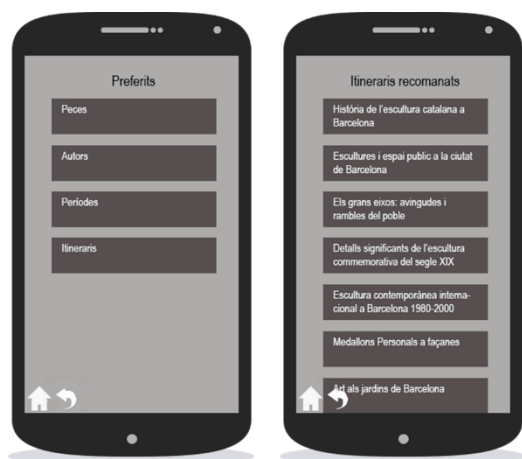 Preferits
Peces
Autors
Períodes
Itineraris
Itineraris recomanats
Història de l'escultura catalana a
Barcelona
Escultures i espai public a la ciutat
de Barcelona
Els grans eixos: avingudes i
rambles del poble
Detalls significants de l'escultura
commemorativa del segle XIX
Escultura contemporània interna-
cional a Barcelona 1980-2000
Medallons Personals a façanes
Art als jardins de Barcelona